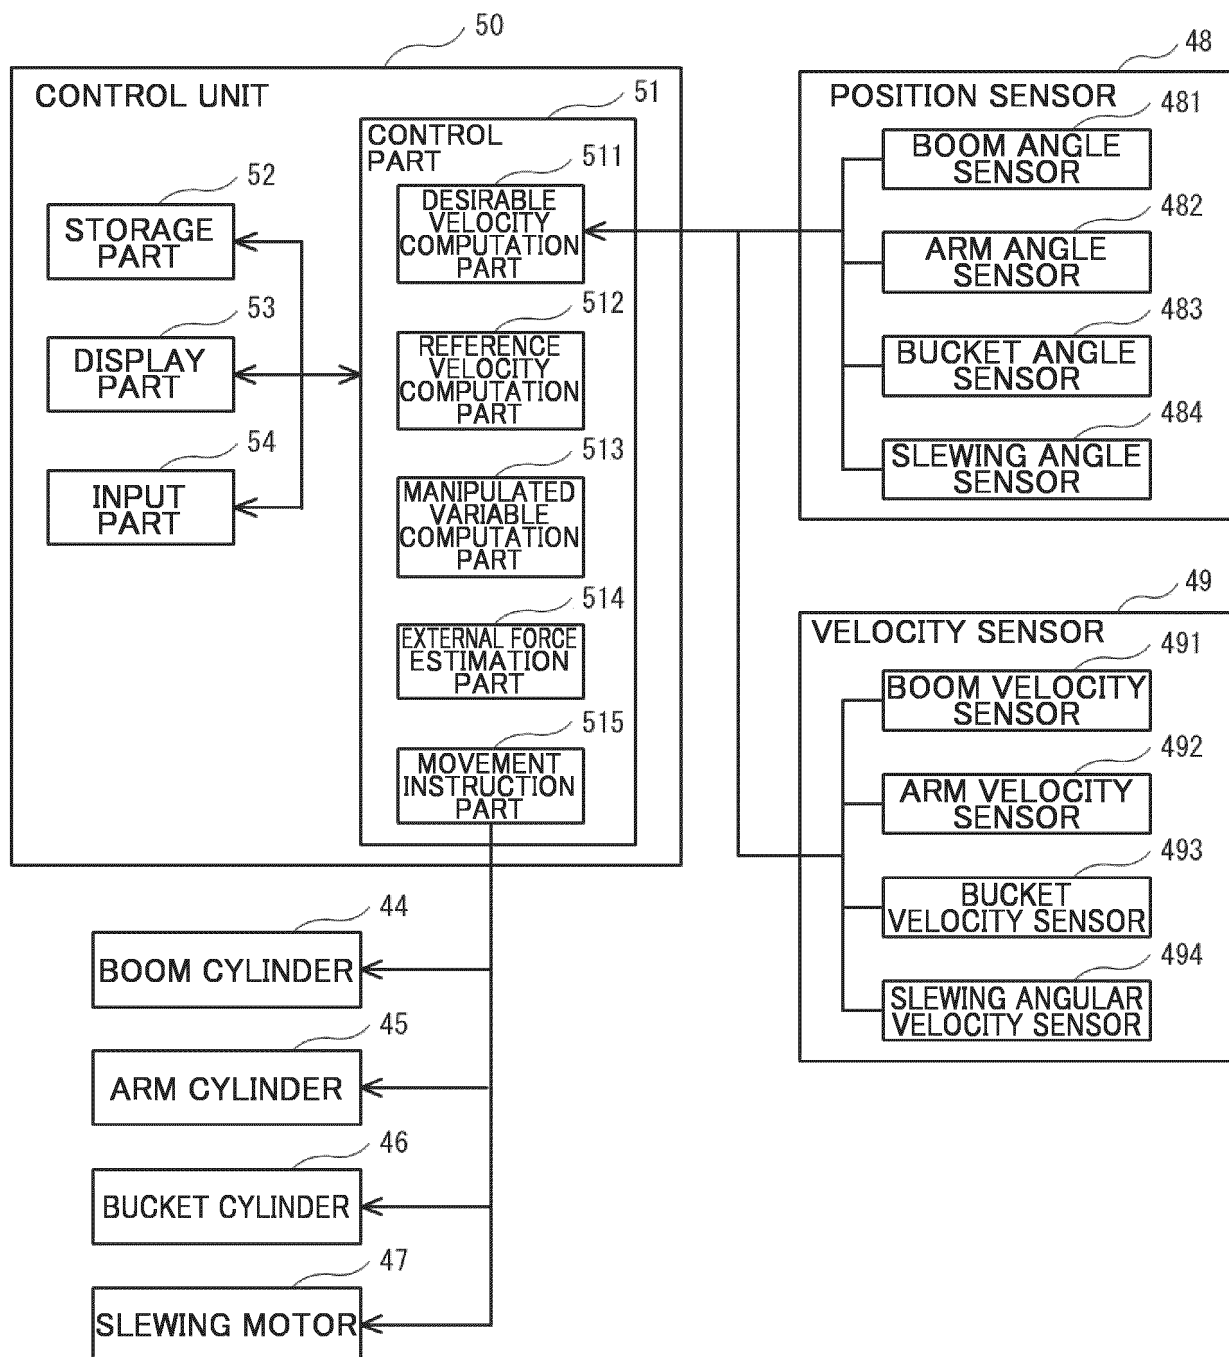 50
CONTROL UNIT
51
CONTROL
PART
52
STORAGE
PART
53
DISPLAY
PART
54
INPUT
PART
511
DESIRABLE
VELOCITY
COMPUTATION
PART
512
REFERENCE
VELOCITY
COMPUTATION
PART
513
MANIPULATED
VARIABLE
COMPUTATION
PART
514
EXTERNAL FORCE
ESTIMATION
PART
515
MOVEMENT
INSTRUCTION
PART
44
BOOM CYLINDER
45
ARM CYLINDER
46
BUCKET CYLINDER
47
SLEWING MOTOR
48
POSITION SENSOR
481
BOOM ANGLE
SENSOR
482
ARM ANGLE
SENSOR
483
BUCKET ANGLE
SENSOR
484
SLEWING ANGLE
SENSOR
49
VELOCITY SENSOR
491
BOOM VELOCITY
SENSOR
492
ARM VELOCITY
SENSOR
493
BUCKET
VELOCITY SENSOR
494
SLEWING ANGULAR
VELOCITY SENSOR